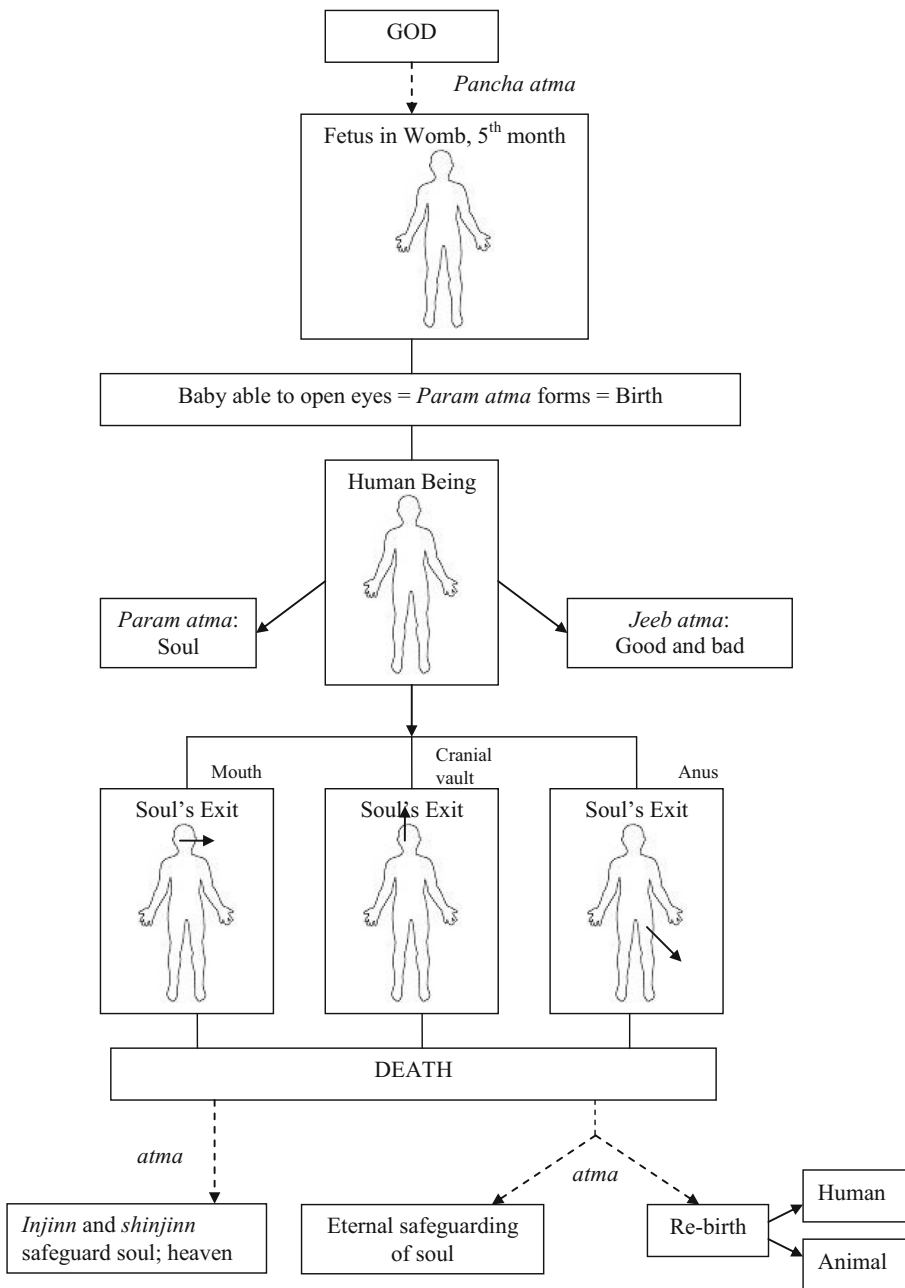 GOD
Pancha atma
Fetus in Womb, 5th month
Baby able to open eyes = Param atma forms = Birth
Human Being
Param atma:
Soul
Jeeb atma:
Good and bad
Mouth
Cranial
vault
Anus
Soul's Exit
Soul's Exit
Soul's Exit
DEATH
atma
atma
Injinn and shinjinn
safeguard soul; heaven
Eternal safeguarding
of soul
Re-birth
Human
Animal